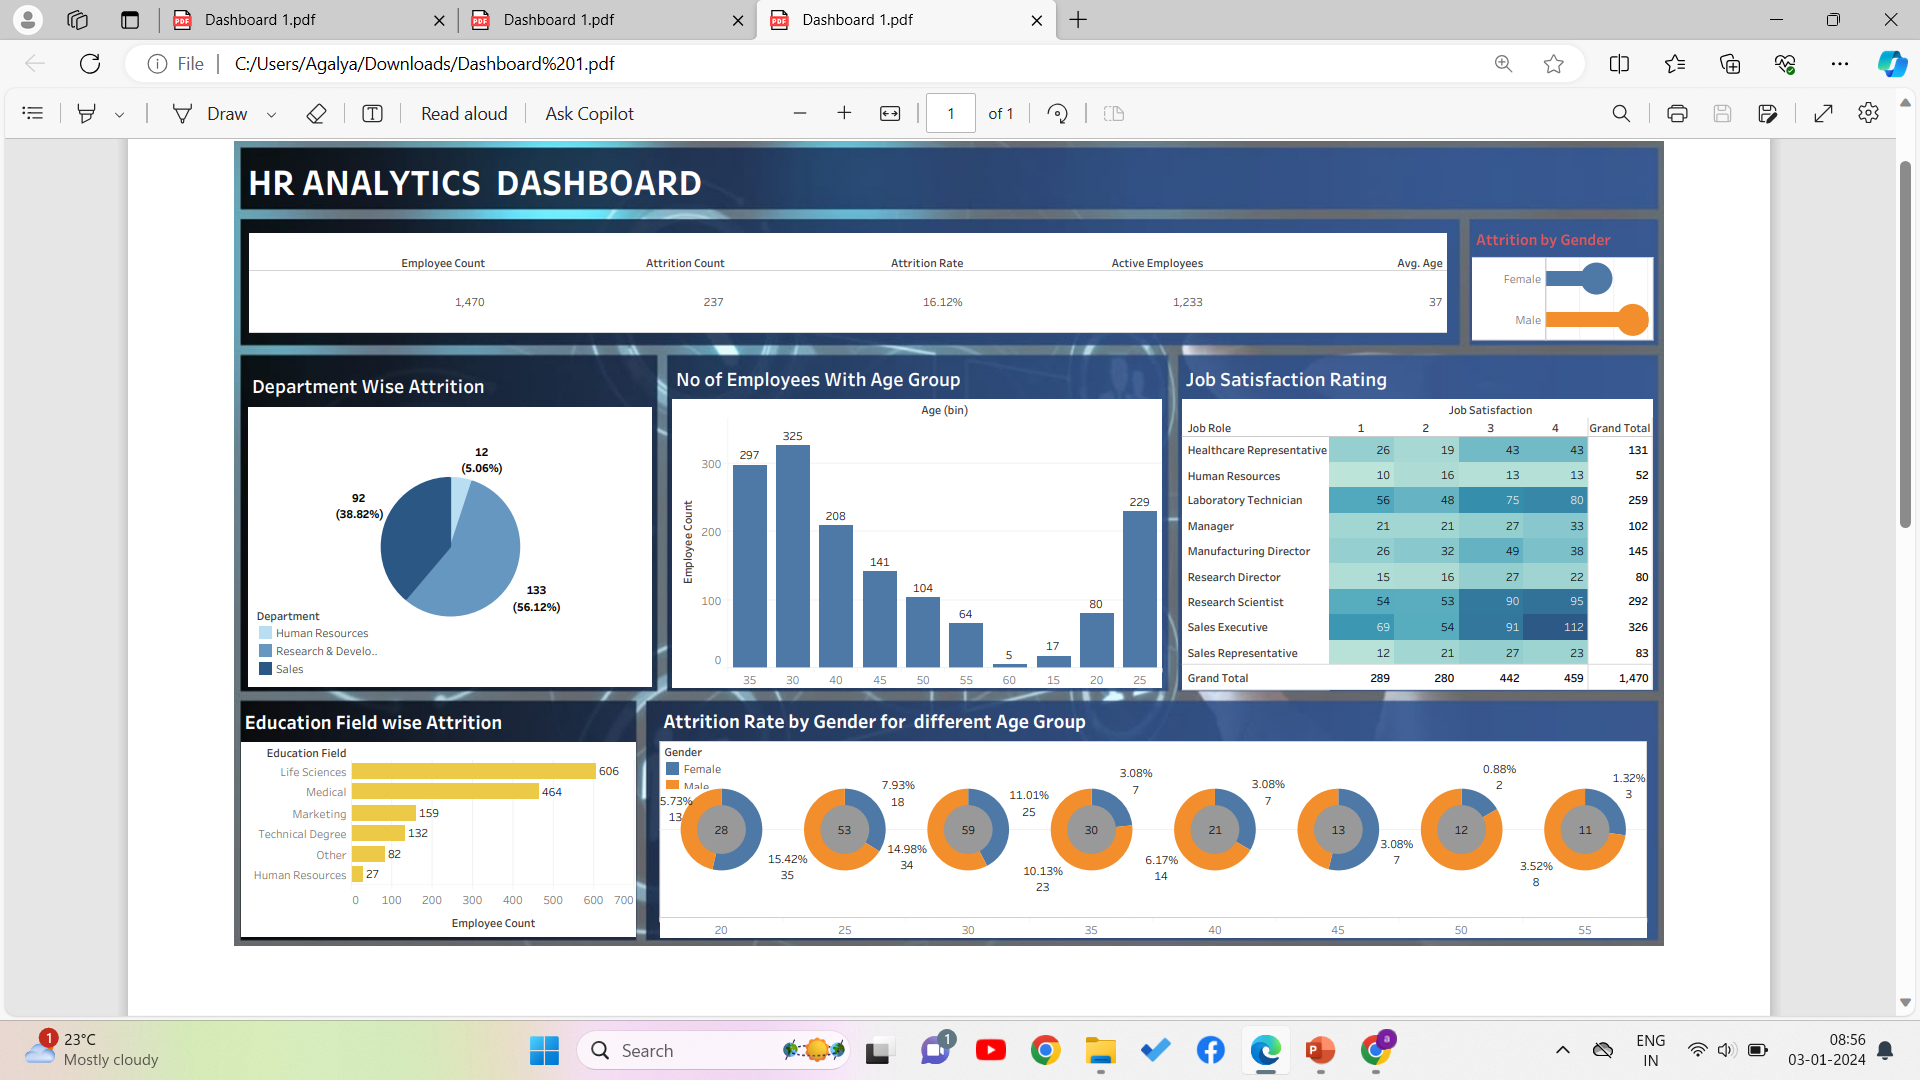 Dashboard 1.pdf
Dashboard 1.pdf
Dashboard 1.pdf
File
C:/Users/Agalya/Downloads/Dashboard%201.pdf
Draw
Read aloud
Ask Copilot
1
of 1
HR ANALYTICS DASHBOARD
Employee Count Attrition Count Attrition Rate Active Employees Avg. Age
1,470 237 16.12% 1,233 37
Attrition by Gender
Female
Male
Department Wise Attrition
12
(5.06%)
92
(38.82%)
133
(56.12%)
Department
Human Resources
Research & Develo..
Sales
No of Employees With Age Group
Age (bin)
Employee Count
300
200
100
0
297
325
208
141
104
64
5
17
80
229
35 30 40 45 50 55 60 15 20 25
Job Satisfaction Rating
Job Satisfaction
Job Role 1 2 3 4 Grand Total
Healthcare Representative 26 19 43 43 131
Human Resources 10 16 13 13 52
Laboratory Technician 56 48 75 80 259
Manager 21 21 27 33 102
Manufacturing Director 26 32 49 38 145
Research Director 15 16 27 22 80
Research Scientist 54 53 90 95 292
Sales Executive 69 54 91 112 326
Sales Representative 12 21 27 23 83
Grand Total 289 280 442 459 1,470
Education Field wise Attrition
Education Field
Life Sciences 606
Medical 464
Marketing 159
Technical Degree 132
Other 82
Human Resources 27
0 100 200 300 400 500 600 700
Employee Count
Attrition Rate by Gender for different Age Group
Gender
Female
Male
5.73%
13
28
15.42%
35
53
7.93%
18
14.98%
34
59
11.01%
25
10.13%
23
30
3.08%
7
6.17%
14
21
3.08%
7
13
3.08%
7
12
0.88%
2
3.52%
8
11
1.32%
3
20 25 30 35 40 45 50 55
1
23°C
Mostly cloudy
Search
1
a
ENG
IN
08:56
03-01-2024